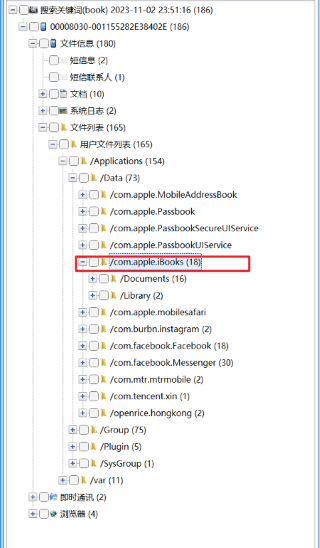 搜索关键词(book) 2023-11-02 23:51:16 (186)
00008030-001155282E38402E (186)
文件信息 (180)
短信息 (2)
短信联系人 (1)
文档 (10)
系统日志 (2)
文件列表 (165)
用户文件列表 (165)
/Applications (154)
/Data (73)
/com.apple.MobileAddressBook
/com.apple.Passbook
/com.apple.PassbookSecureUIService
/com.apple.PassbookUIService
/com.apple.iBooks (18)
/Documents (16)
/Library (2)
/com.apple.mobilesafari
/com.burbn.instagram (2)
/com.facebook.Facebook (18)
/com.facebook.Messenger (30)
/com.mtr.mtrmobile (2)
/com.tencent.xin (1)
/openrice.hongkong (2)
/Group (75)
/Plugin (5)
/SysGroup (1)
/var (11)
即时通讯 (2)
浏览器 (4)